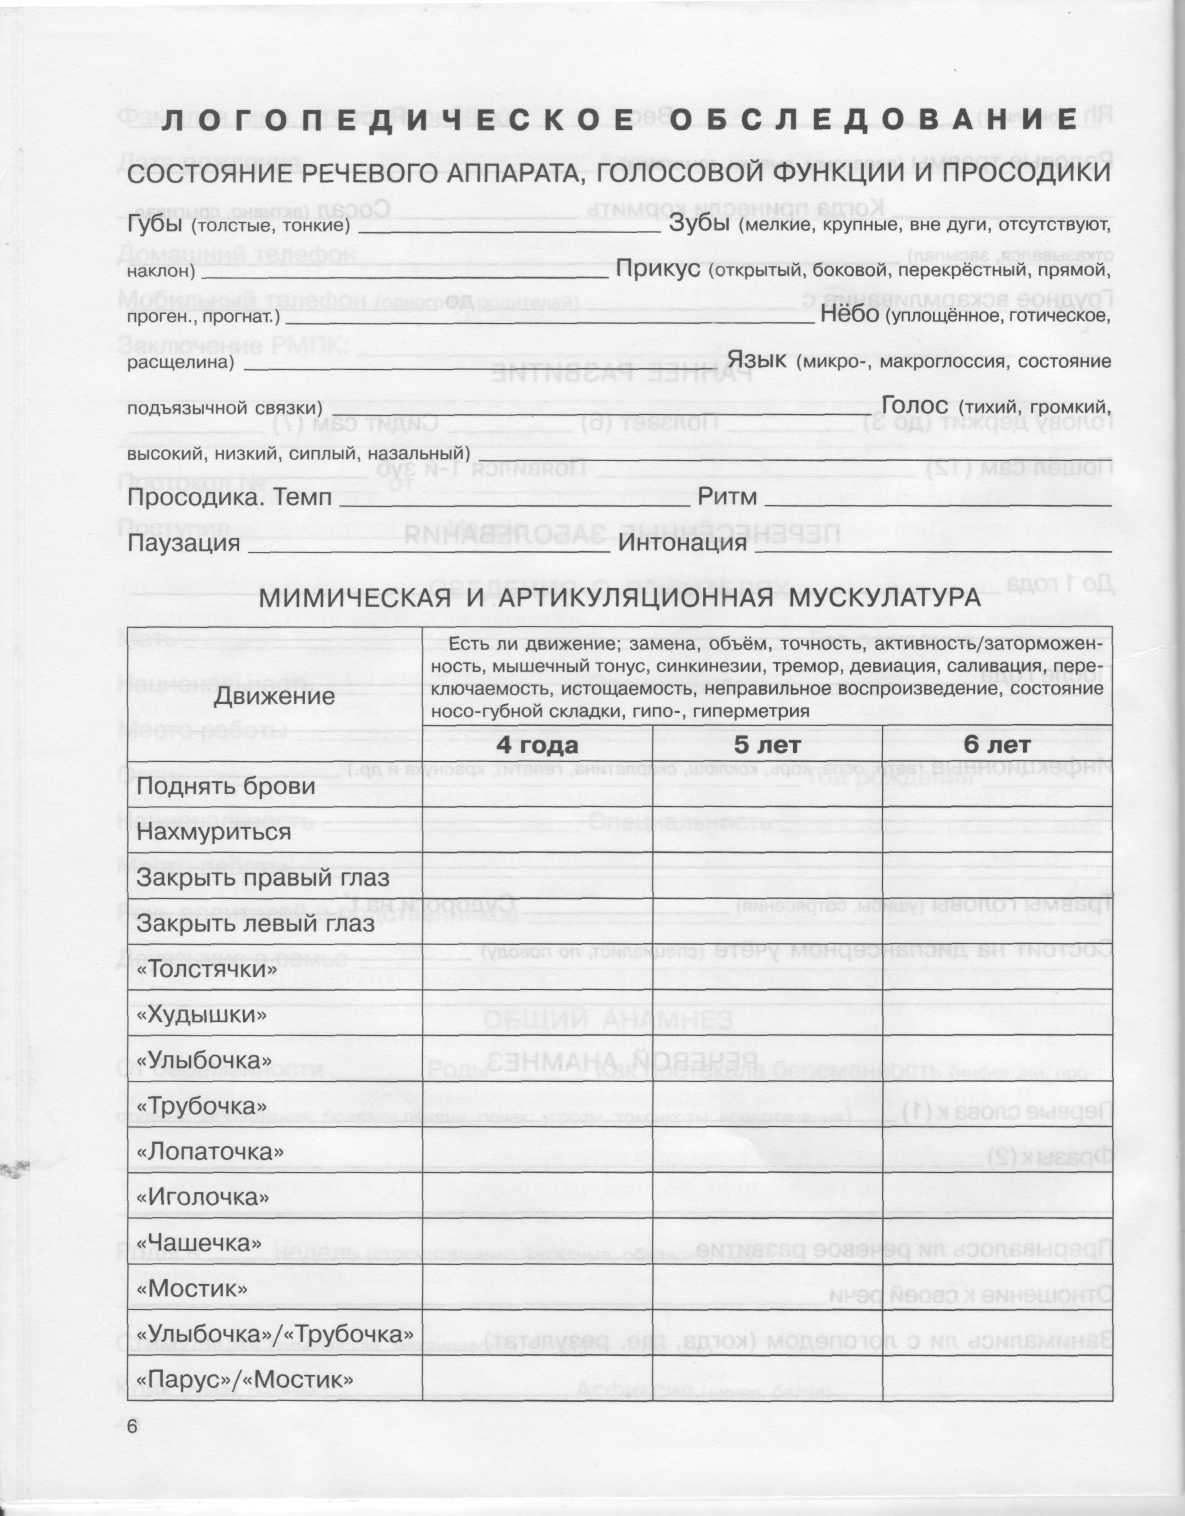 ЛОГОПЕДИЧЕСКОЕ ОБСЛЕДОВАНИЕ
СОСТОЯНИЕ РЕЧЕВОГО АППАРАТА, ГОЛОСОВОЙ ФУНКЦИИ И ПРОСОДИКИ
Губы (толстые, тонкие) Зубы (мелкие, крупные, вне дуги, отсутствуют,
наклон) Прикус (открытый, боковой, перекрёстный, прямой,
проген., прогнат.) Нёбо (уплощённое, готическое,
расщелина) Язык (микро-, макроглоссия, состояние
подъязычной связки) Голос (тихий, громкий,
высокий, низкий, сиплый, назальный)
Просодика. Темп Ритм
Паузация Интонация
МИМИЧЕСКАЯ И АРТИКУЛЯЦИОННАЯ МУСКУЛАТУРА
Движение
Есть ли движение; замена, объём, точность, активность/заторможен-
ность, мышечный тонус, синкинезии, тремор, девиация, саливация, пере-
ключаемость, истощаемость, неправильное воспроизведение, состояние
носо-губной складки, гипо-, гиперметрия
4 года 5 лет 6 лет
Поднять брови
Нахмуриться
Закрыть правый глаз
Закрыть левый глаз
«Толстячки»
«Худышки»
«Улыбочка»
«Трубочка»
«Лопаточка»
«Иголочка»
«Чашечка»
«Мостик»
«Улыбочка»/«Трубочка»
«Парус»/«Мостик»
6